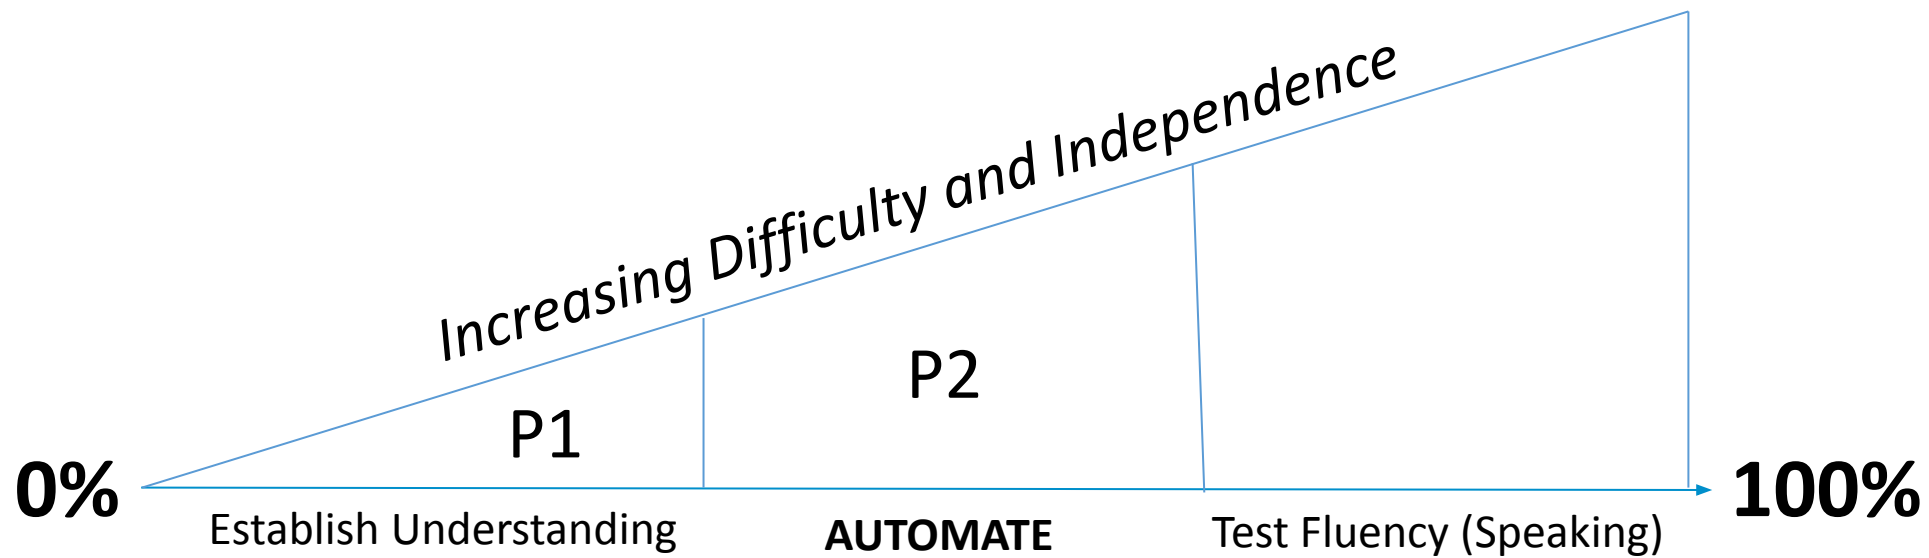 Increasing Difficulty and Independence
P1
P2
0%
100%
Establish Understanding
AUTOMATE
Test Fluency (Speaking)